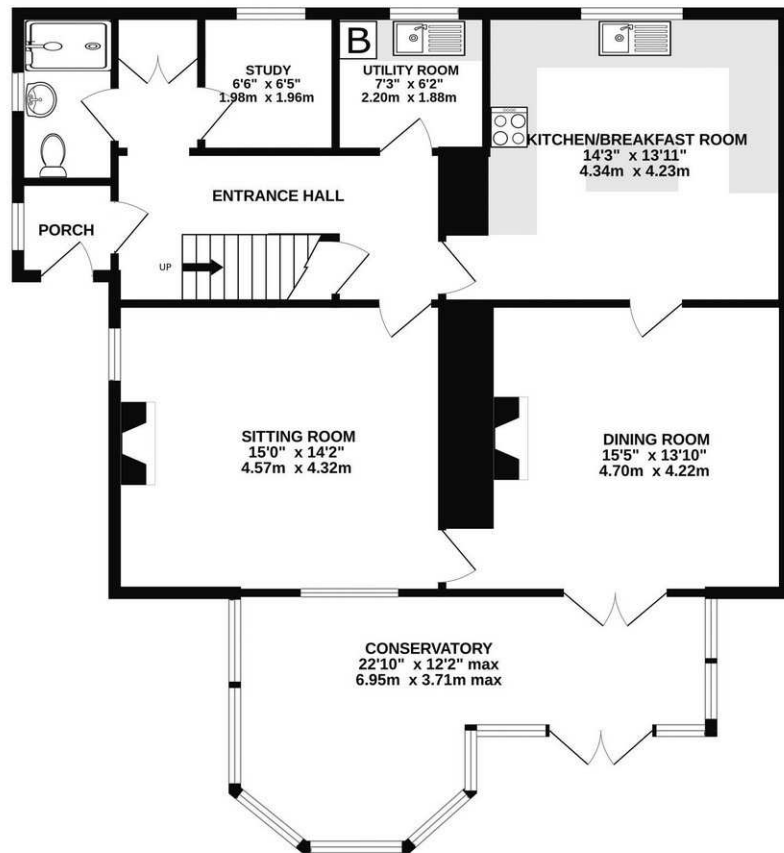 B
STUDY
6'6" x 6'5"
1.98m x 1.96m
UTILITY ROOM
7'3" x 6'2"
2.20m x 1.88m
KITCHEN/BREAKFAST ROOM
14'3" x 13'11"
4.34m x 4.23m
ENTRANCE HALL
PORCH
UP
SITTING ROOM
15'0" x 14'2"
4.57m x 4.32m
DINING ROOM
15'5" x 13'10"
4.70m x 4.22m
CONSERVATORY
22'10" x 12'2" max
6.95m x 3.71m max